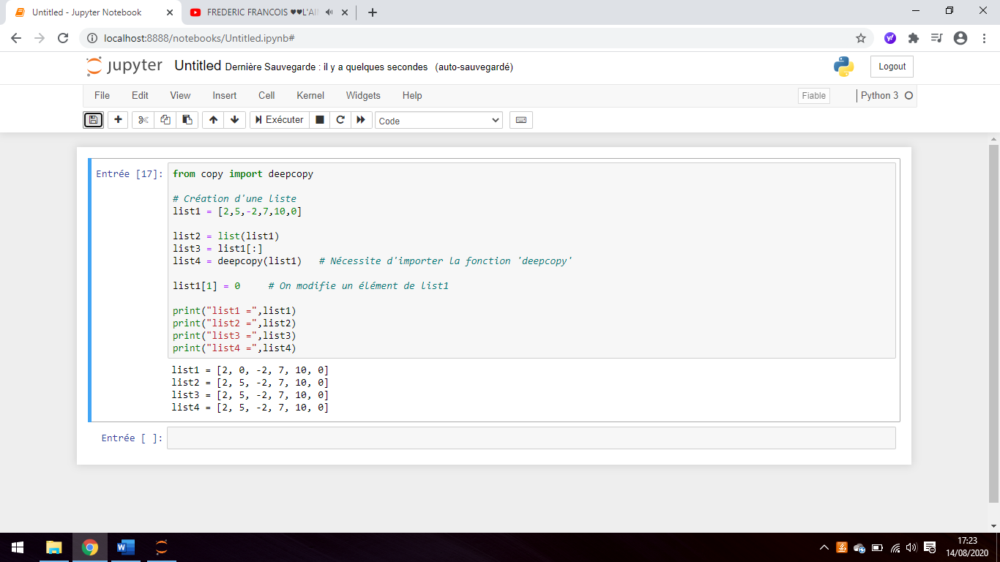 Untitled - Jupyter Notebook
FREDERIC FRANCOIS ♥♥L'AI
localhost:8888/notebooks/Untitled.ipynb#
jupyter Untitled Dernière Sauvegarde : il y a quelques secondes (auto-sauvegardé)
Logout
File Edit View Insert Cell Kernel Widgets Help
Fiable
Python 3
Exécuter
Code
Entrée [17]:
from copy import deepcopy
# Création d'une liste
list1 = [2,5,-2,7,10,0]
list2 = list(list1)
list3 = list1[:]
list4 = deepcopy(list1) # Nécessite d'importer la fonction 'deepcopy'
list1[1] = 0 # On modifie un élément de list1
print("list1 =",list1)
print("list2 =",list2)
print("list3 =",list3)
print("list4 =",list4)
list1 = [2, 0, -2, 7, 10, 0]
list2 = [2, 5, -2, 7, 10, 0]
list3 = [2, 5, -2, 7, 10, 0]
list4 = [2, 5, -2, 7, 10, 0]
Entrée [ ]:
17:23
14/08/2020